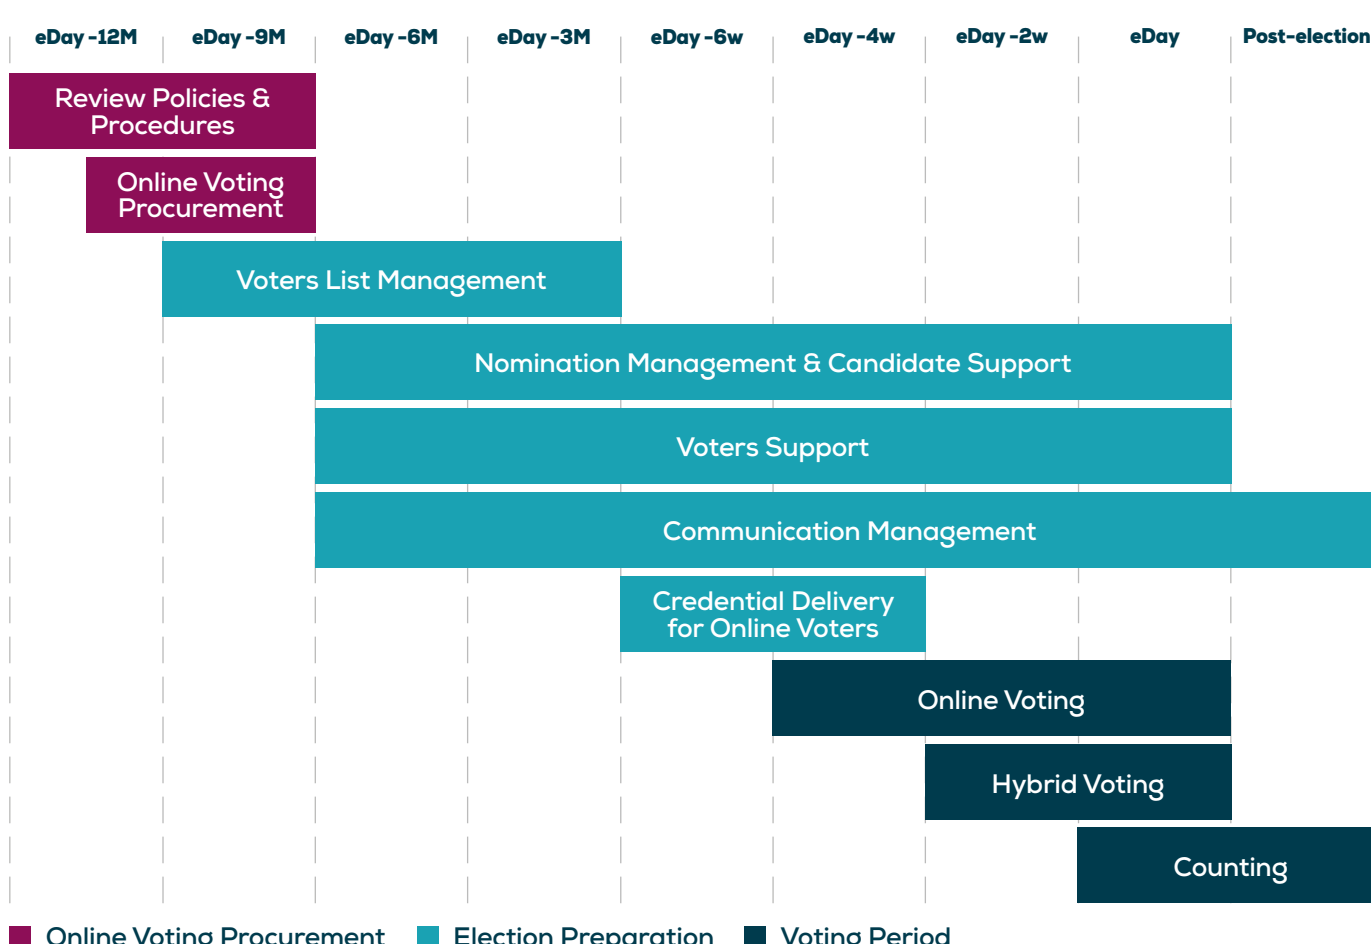 eDay -12M eDay -9M eDay -6M eDay -3M eDay -6w eDay -4w eDay -2w eDay Post-election
Review Policies &
Procedures
Online Voting
Procurement
Voters List Management
Nomination Management & Candidate Support
Voters Support
Communication Management
Credential Delivery
for Online Voters
Online Voting
Hybrid Voting
Counting
Online Voting Procurement Election Preparation Voting Period